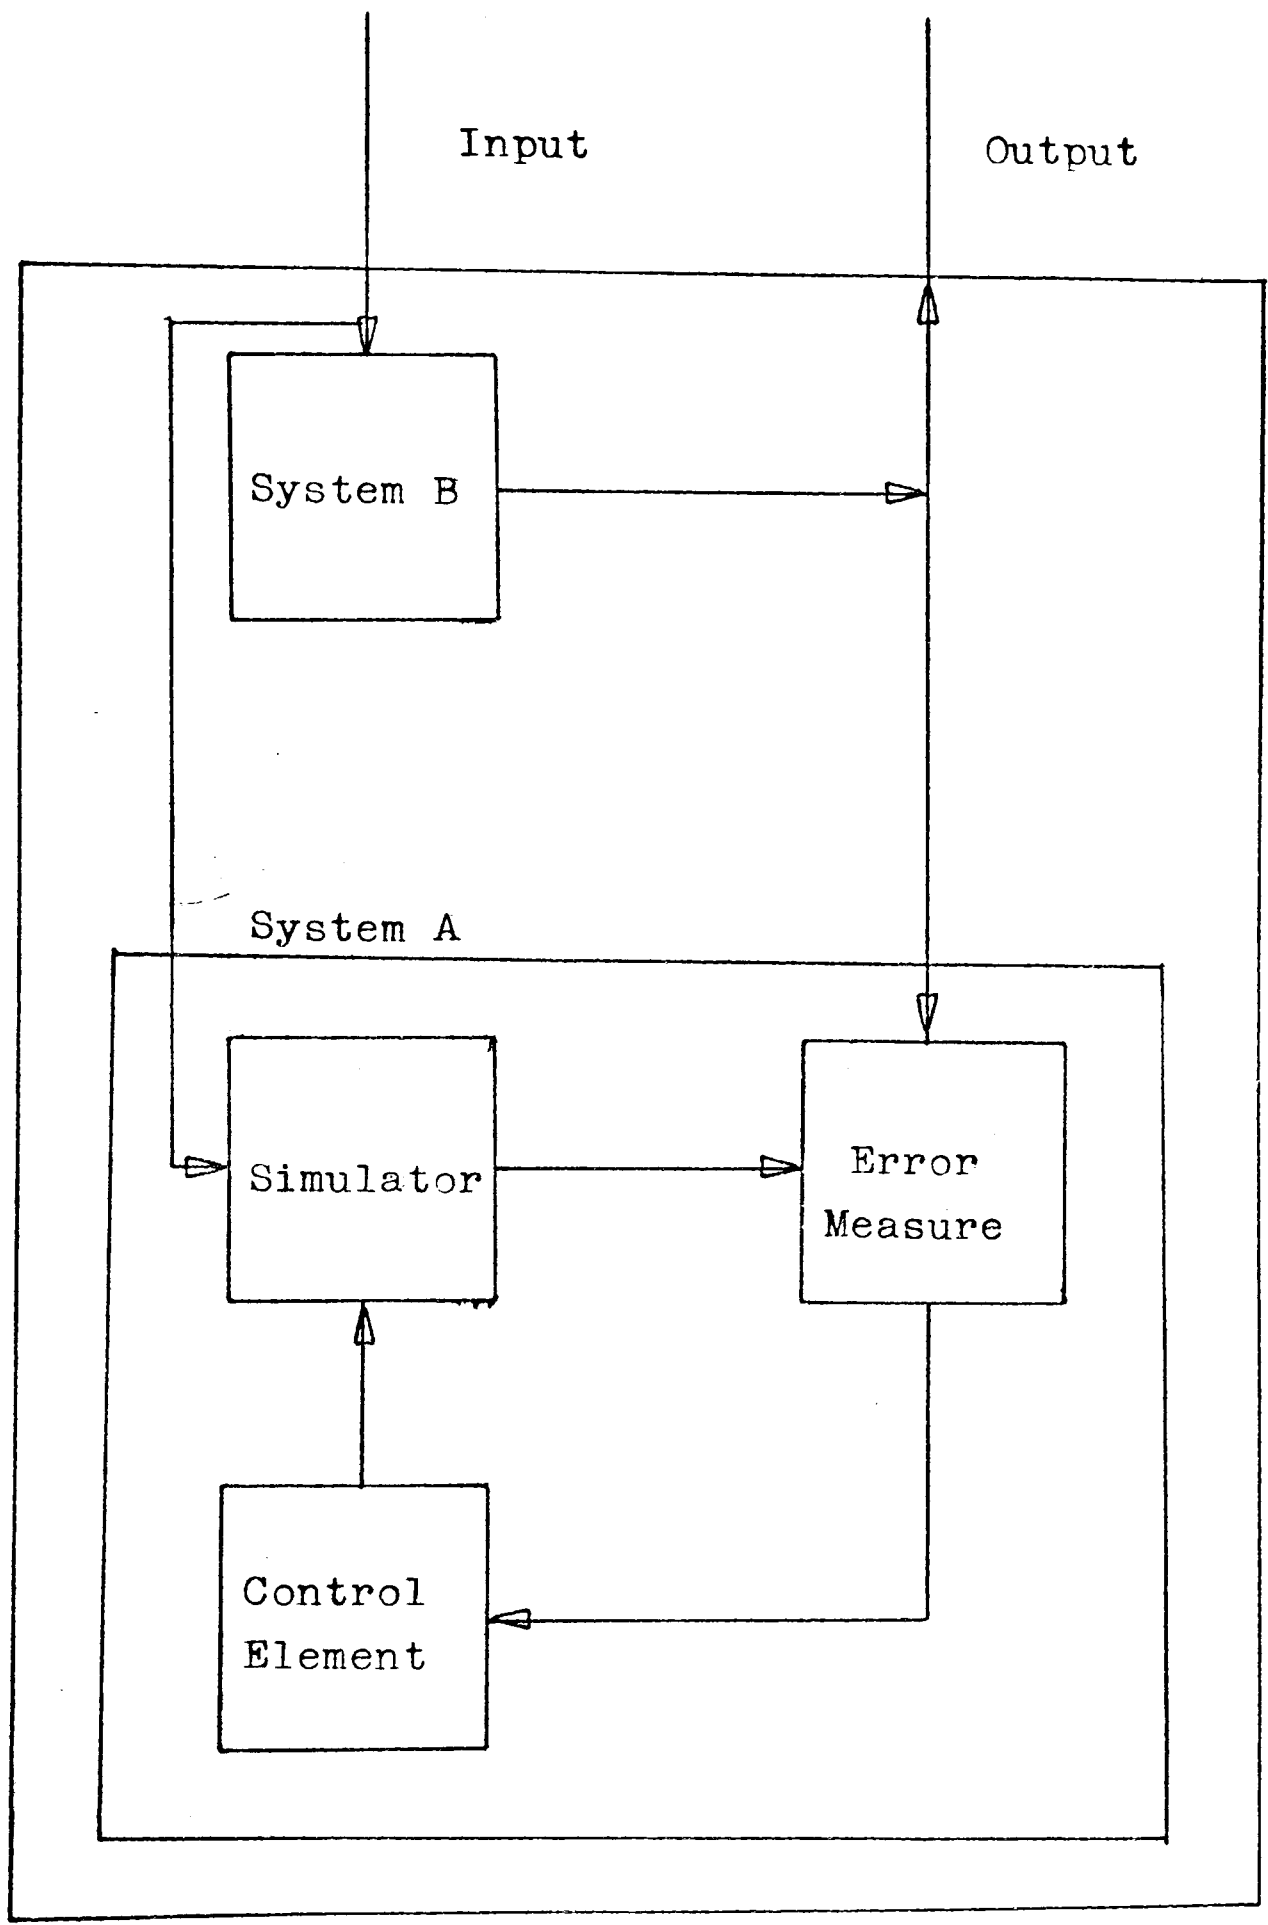 Input
Output
System B
System A
Simulator
Error
Measure
Control
Element